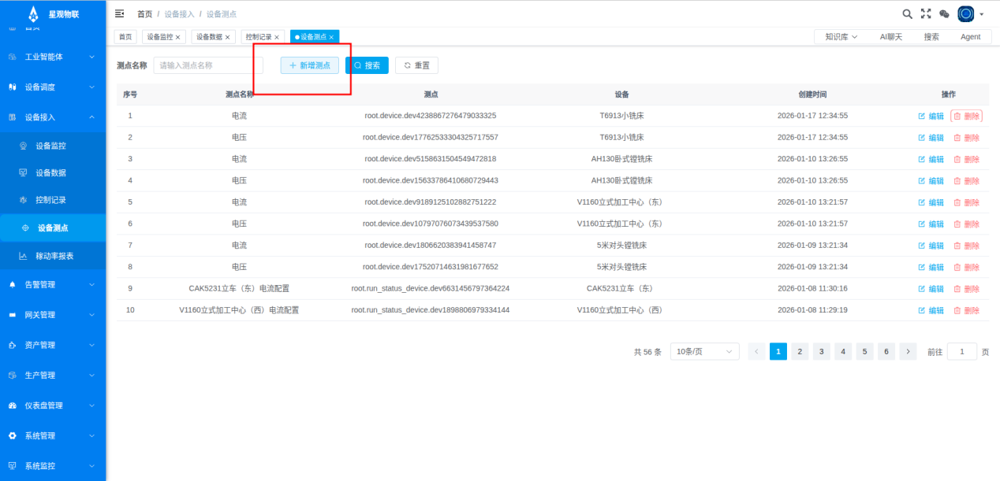 星观物联
首页 / 设备接入 / 设备测点
首页 设备监控 × 设备数据 × 控制记录 × 设备测点 ×
知识库 AI聊天 搜索 Agent
首页
工业智能体
设备调度
设备接入
设备监控
设备数据
控制记录
设备测点
稼动率报表
告警管理
网关管理
资产管理
生产管理
仪表盘管理
系统管理
系统监控
测点名称 请输入测点名称 + 新增测点 搜索 重置
序号 测点名称 测点 设备 创建时间 操作
1 电流 root.device.dev4238867276479033325 T6913小铣床 2026-01-17 12:34:55 编辑 删除
2 电压 root.device.dev17762533304325717557 T6913小铣床 2026-01-17 12:34:55 编辑 删除
3 电流 root.device.dev5158631504549472818 AH130卧式镗铣床 2026-01-10 13:26:55 编辑 删除
4 电压 root.device.dev15633786410680729443 AH130卧式镗铣床 2026-01-10 13:26:55 编辑 删除
5 电流 root.device.dev9189125102882751222 V1160立式加工中心（东） 2026-01-10 13:21:57 编辑 删除
6 电压 root.device.dev10797076073439537580 V1160立式加工中心（东） 2026-01-10 13:21:57 编辑 删除
7 电流 root.device.dev1806620383941458747 5米对头镗铣床 2026-01-09 13:21:34 编辑 删除
8 电压 root.device.dev17520714631981677652 5米对头镗铣床 2026-01-09 13:21:34 编辑 删除
9 CAK5231立车（东）电流配置 root.run_status_device.dev6631456797364224 CAK5231立车（东） 2026-01-08 11:30:16 编辑 删除
10 V1160立式加工中心（西）电流配置 root.run_status_device.dev1898806979334144 V1160立式加工中心（西） 2026-01-08 11:29:19 编辑 删除
共 56 条 10条/页 1 2 3 4 5 6 前往 1 页